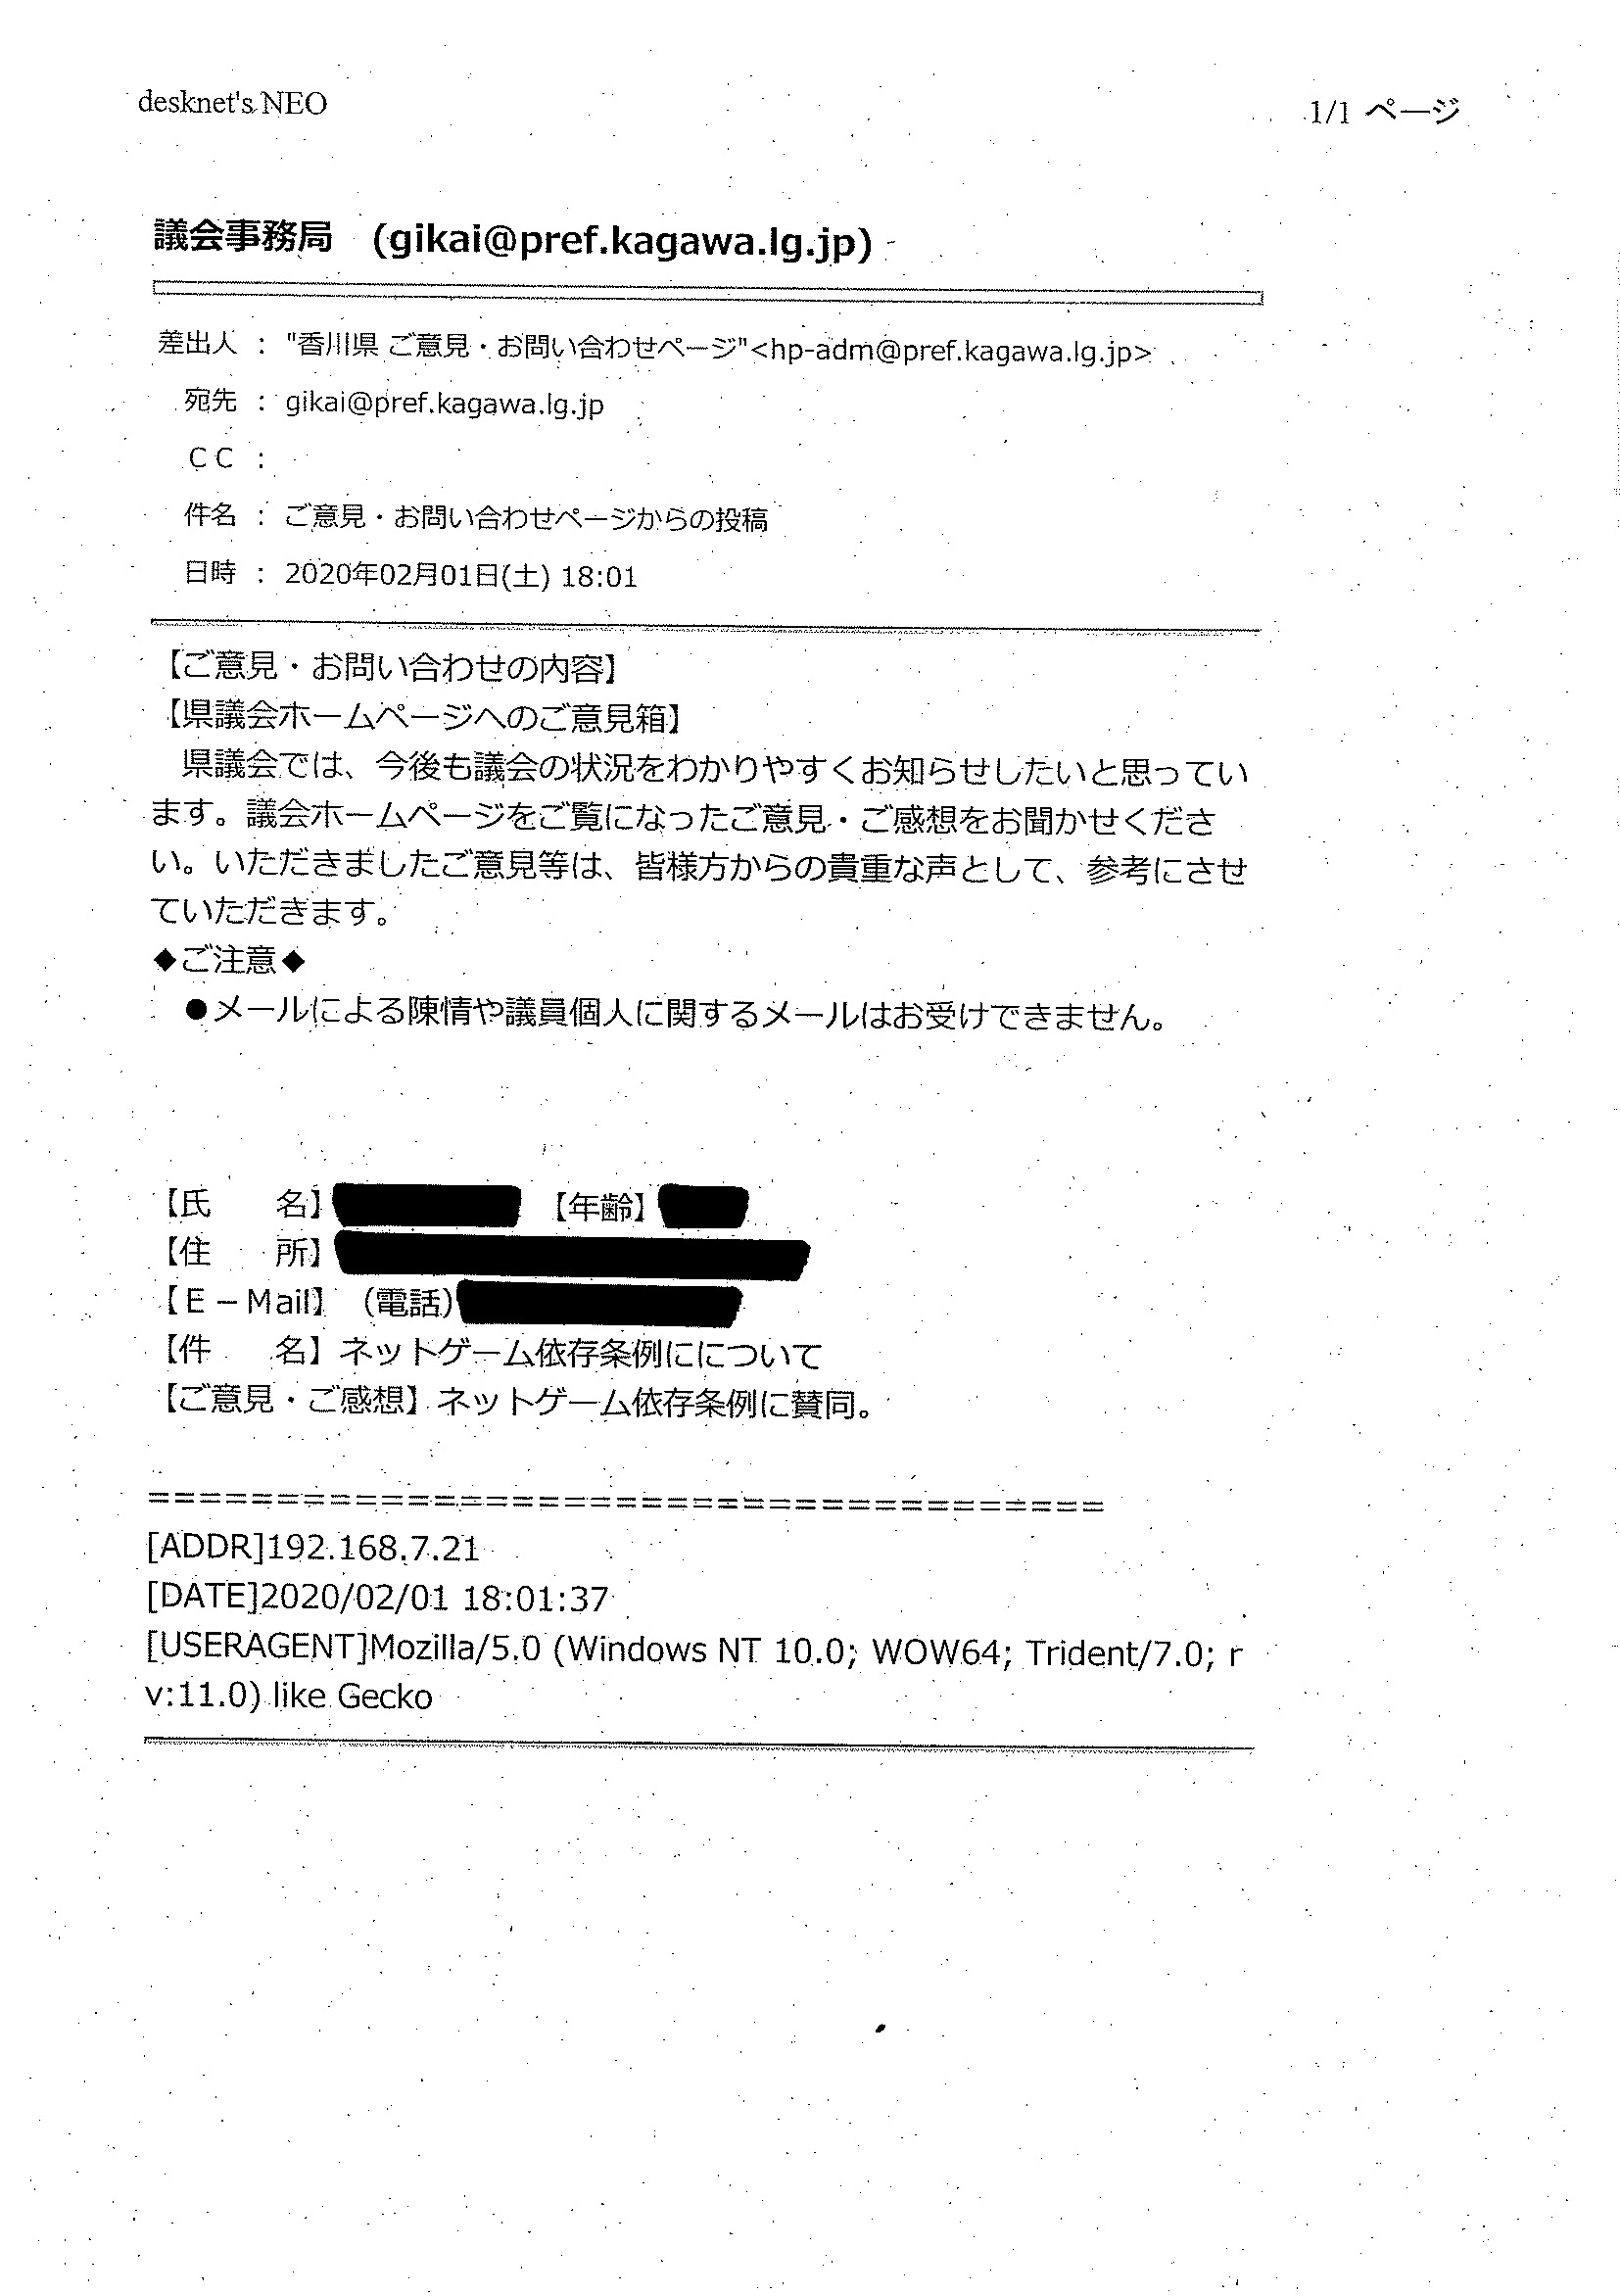 desknet's NEO
1/1 ページ
議会事務局　(gikai@pref.kagawa.lg.jp)
差出人 ： "香川県 ご意見・お問い合わせページ"<hp-adm@pref.kagawa.lg.jp>
宛先 ： gikai@pref.kagawa.lg.jp
ＣＣ ：
件名 ： ご意見・お問い合わせページからの投稿
日時 ： 2020年02月01日(土) 18:01
【ご意見・お問い合わせの内容】
【県議会ホームページへのご意見箱】
　県議会では、今後も議会の状況をわかりやすくお知らせしたいと思ってい
ます。議会ホームページをご覧になったご意見・ご感想をお聞かせくださ
い。いただきましたご意見等は、皆様方からの貴重な声として、参考にさせ
ていただきます。
◆ご注意◆
　●メールによる陳情や議員個人に関するメールはお受けできません。
【氏　　名】　【年齢】
【住　　所】
【Ｅ－Mail】　(電話)
【件　　名】ネットゲーム依存条例にについて
【ご意見・ご感想】ネットゲーム依存条例に賛同。
=====================================
[ADDR]192.168.7.21
[DATE]2020/02/01 18:01:37
[USERAGENT]Mozilla/5.0 (Windows NT 10.0; WOW64; Trident/7.0; r
v:11.0) like Gecko